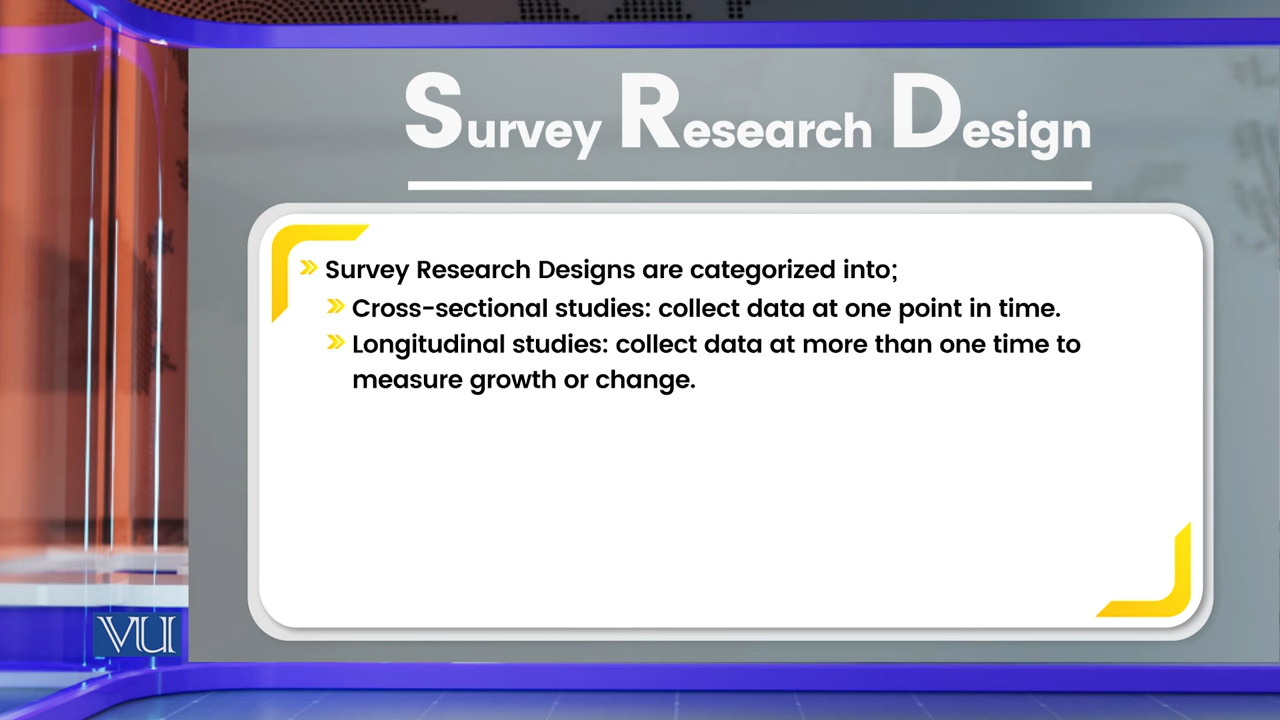 Survey Research Design
Survey Research Designs are categorized into;
Cross-sectional studies: collect data at one point in time.
Longitudinal studies: collect data at more than one time to
measure growth or change.
VU